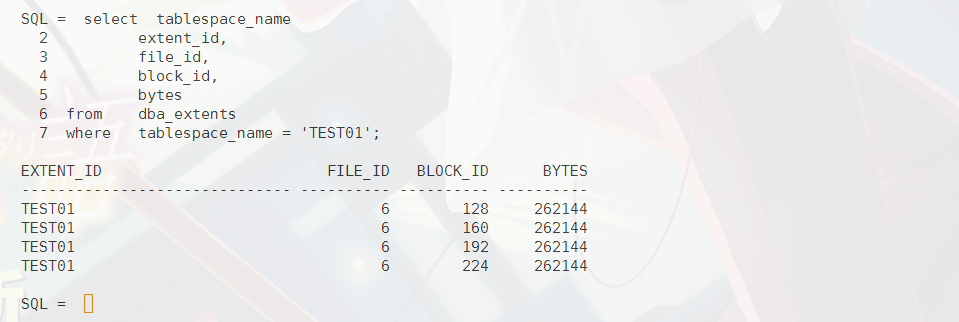 SQL =  select  tablespace_name
  2          extent_id,
  3          file_id,
  4          block_id,
  5          bytes
  6  from    dba_extents
  7  where   tablespace_name = 'TEST01';
EXTENT_ID                         FILE_ID   BLOCK_ID      BYTES
------------------------------ ---------- ---------- ----------
TEST01                                  6        128     262144
TEST01                                  6        160     262144
TEST01                                  6        192     262144
TEST01                                  6        224     262144
SQL =